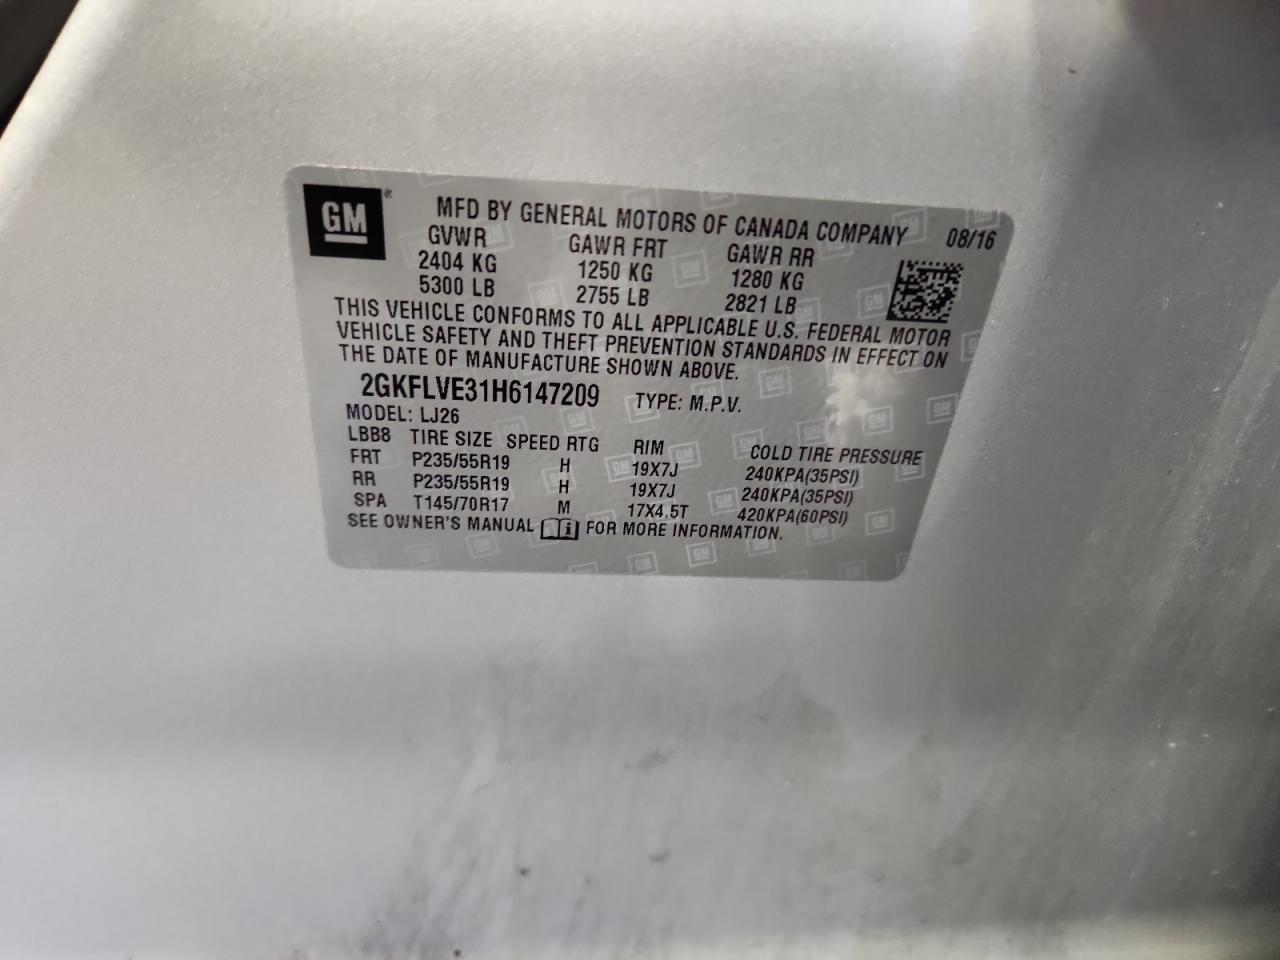 GM ®
MFD BY GENERAL MOTORS OF CANADA COMPANY 08/16
GVWR GAWR FRT GAWR RR
2404 KG 1250 KG 1280 KG
5300 LB 2755 LB 2821 LB
THIS VEHICLE CONFORMS TO ALL APPLICABLE U.S. FEDERAL MOTOR
VEHICLE SAFETY AND THEFT PREVENTION STANDARDS IN EFFECT ON
THE DATE OF MANUFACTURE SHOWN ABOVE.
2GKFLVE31H6147209 TYPE: M.P.V.
MODEL: LJ26
LBB8 TIRE SIZE SPEED RTG RIM COLD TIRE PRESSURE
FRT P235/55R19 H 19X7J 240KPA(35PSI)
RR P235/55R19 H 19X7J 240KPA(35PSI)
SPA T145/70R17 M 17X4.5T 420KPA(60PSI)
SEE OWNER'S MANUAL FOR MORE INFORMATION.